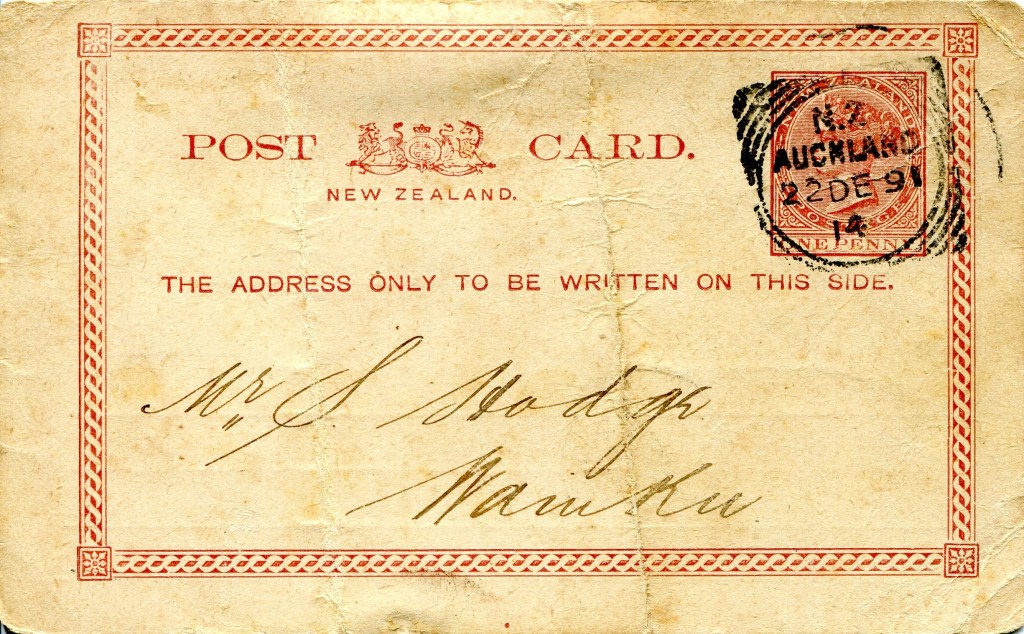 POST CARD.
NEW ZEALAND.
N.Z.
AUCKLAND
22 DE 91
14
ONE PENNY
THE ADDRESS ONLY TO BE WRITTEN ON THIS SIDE.
Mr. S. Hodge
Waiuku